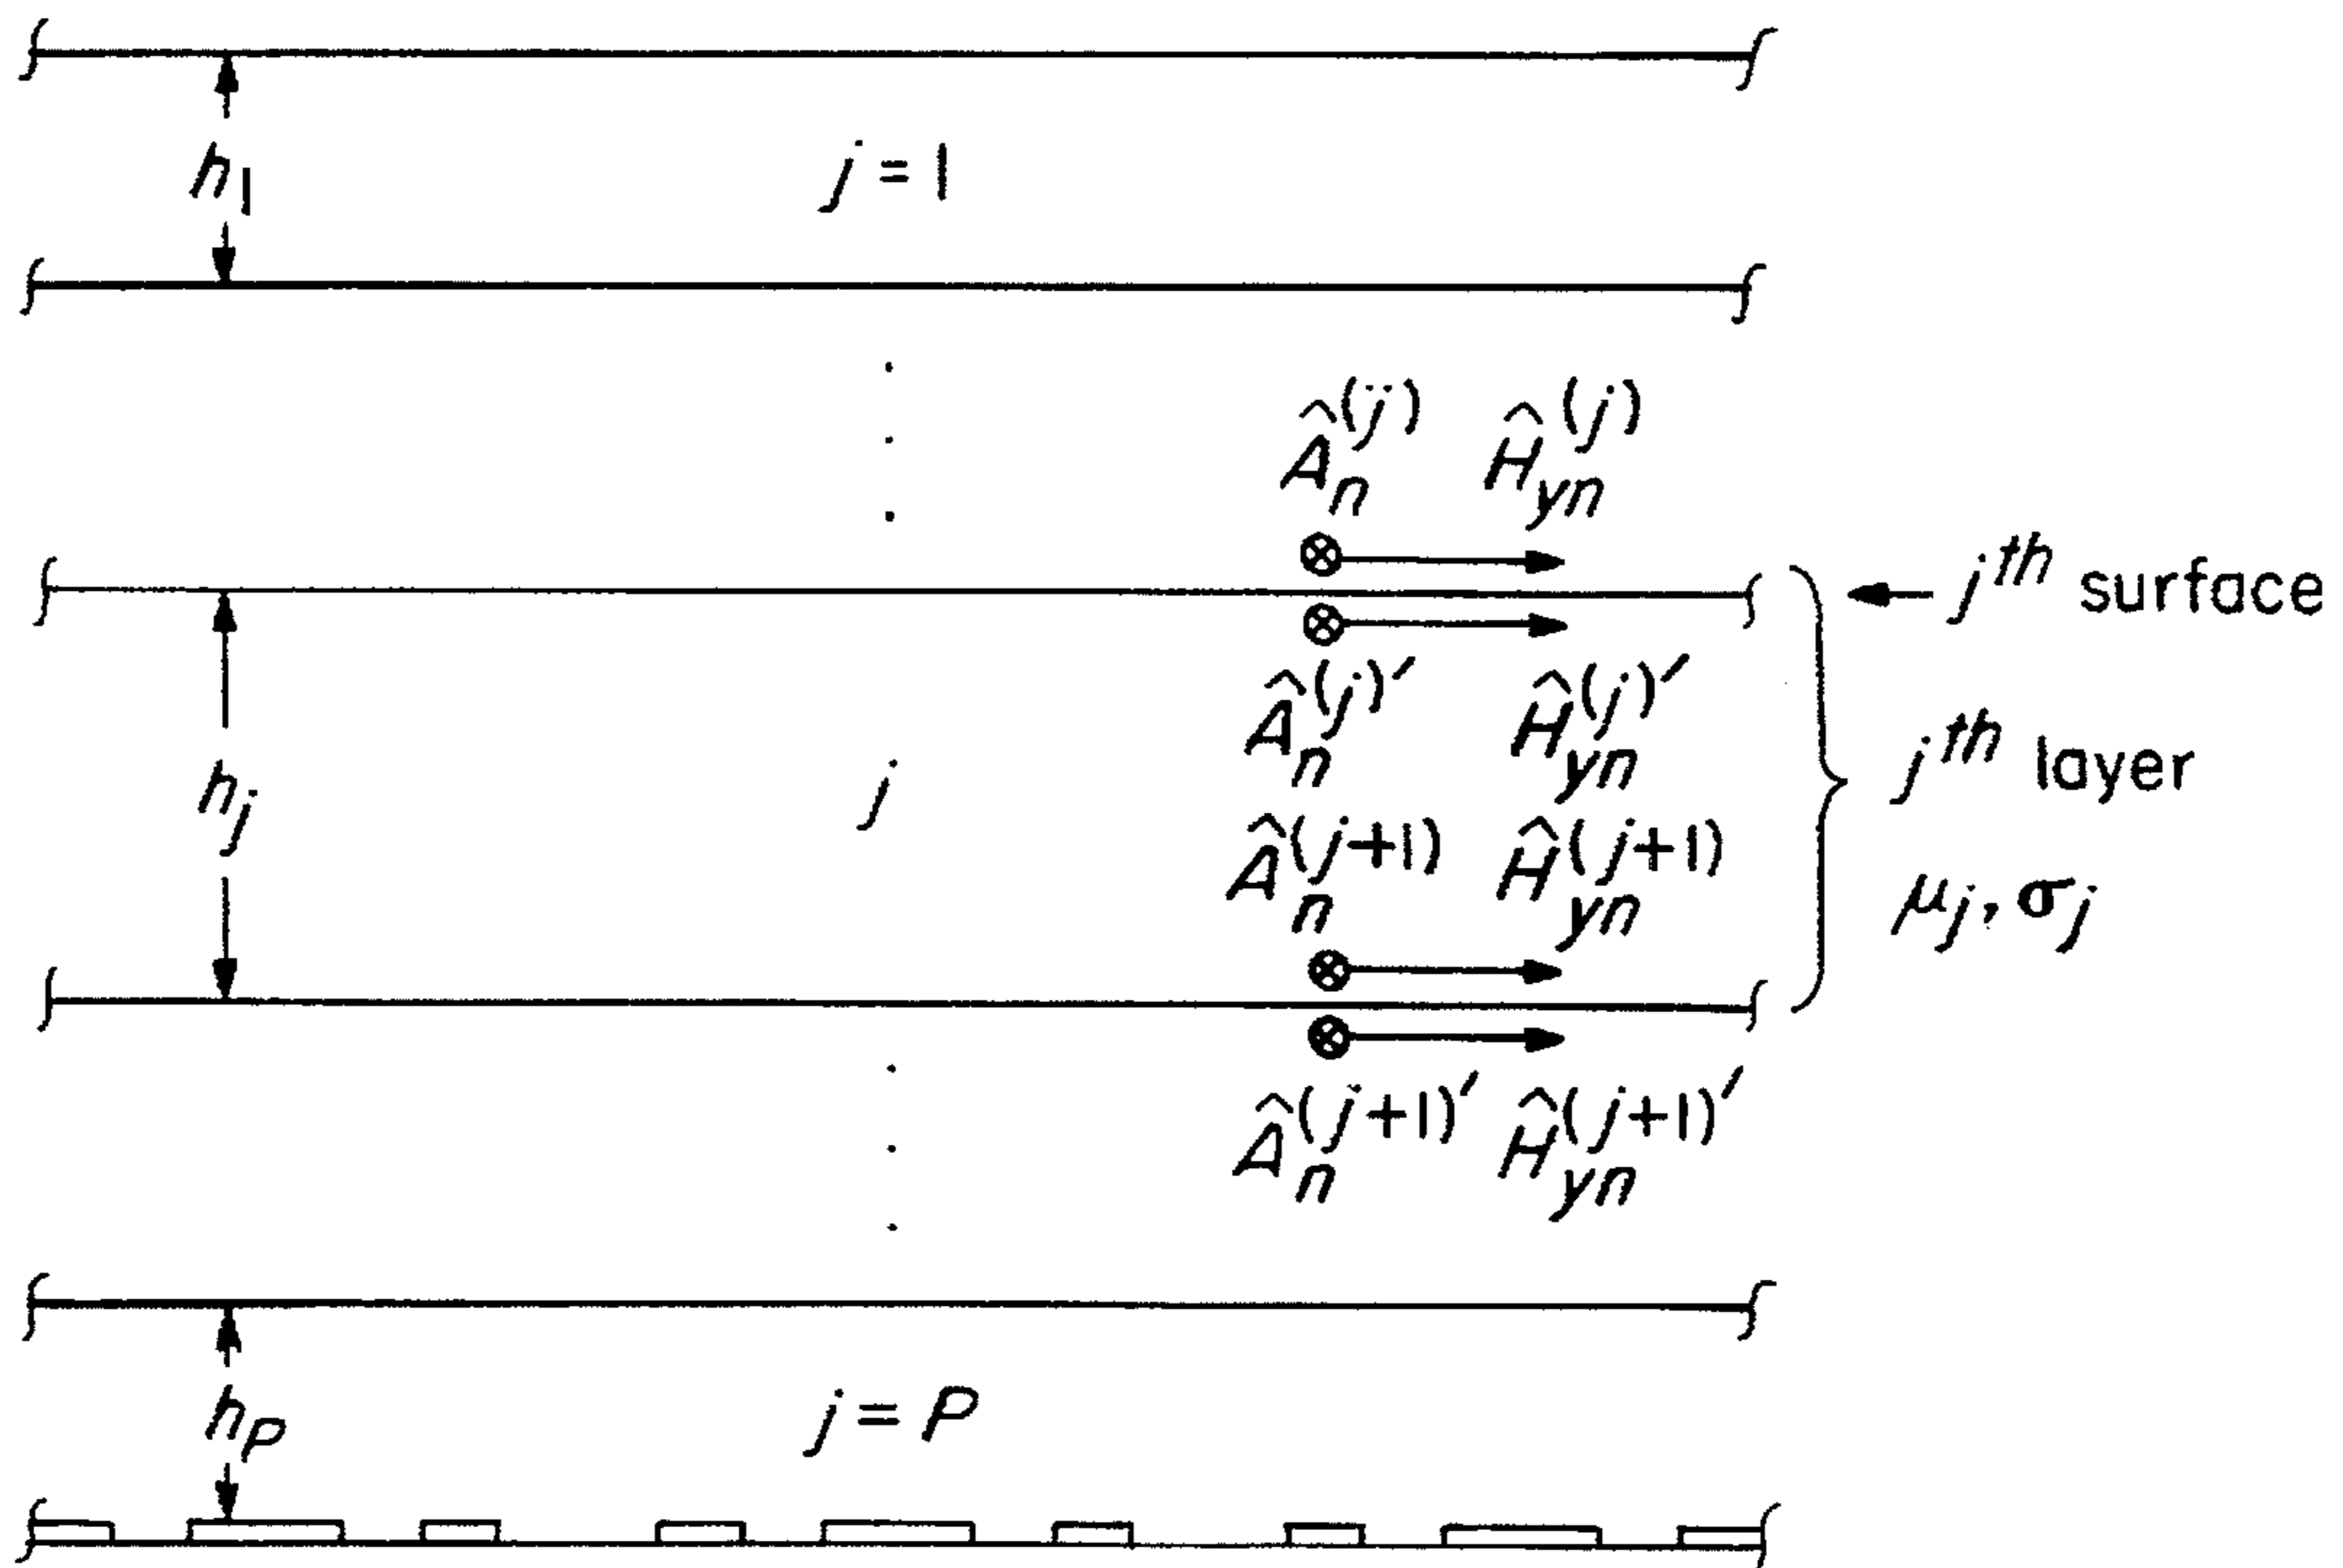 h₁
j = 1
Â_n^(j) Ĥ_yn^(j)
j^th surface
Â_n^(j)′ Ĥ_yn^(j)′
h_j
j
j^th layer
Â_n^(j+1) Ĥ_yn^(j+1)
μ_j, σ_j
Â_n^(j+1)′ Ĥ_yn^(j+1)′
h_P
j = P